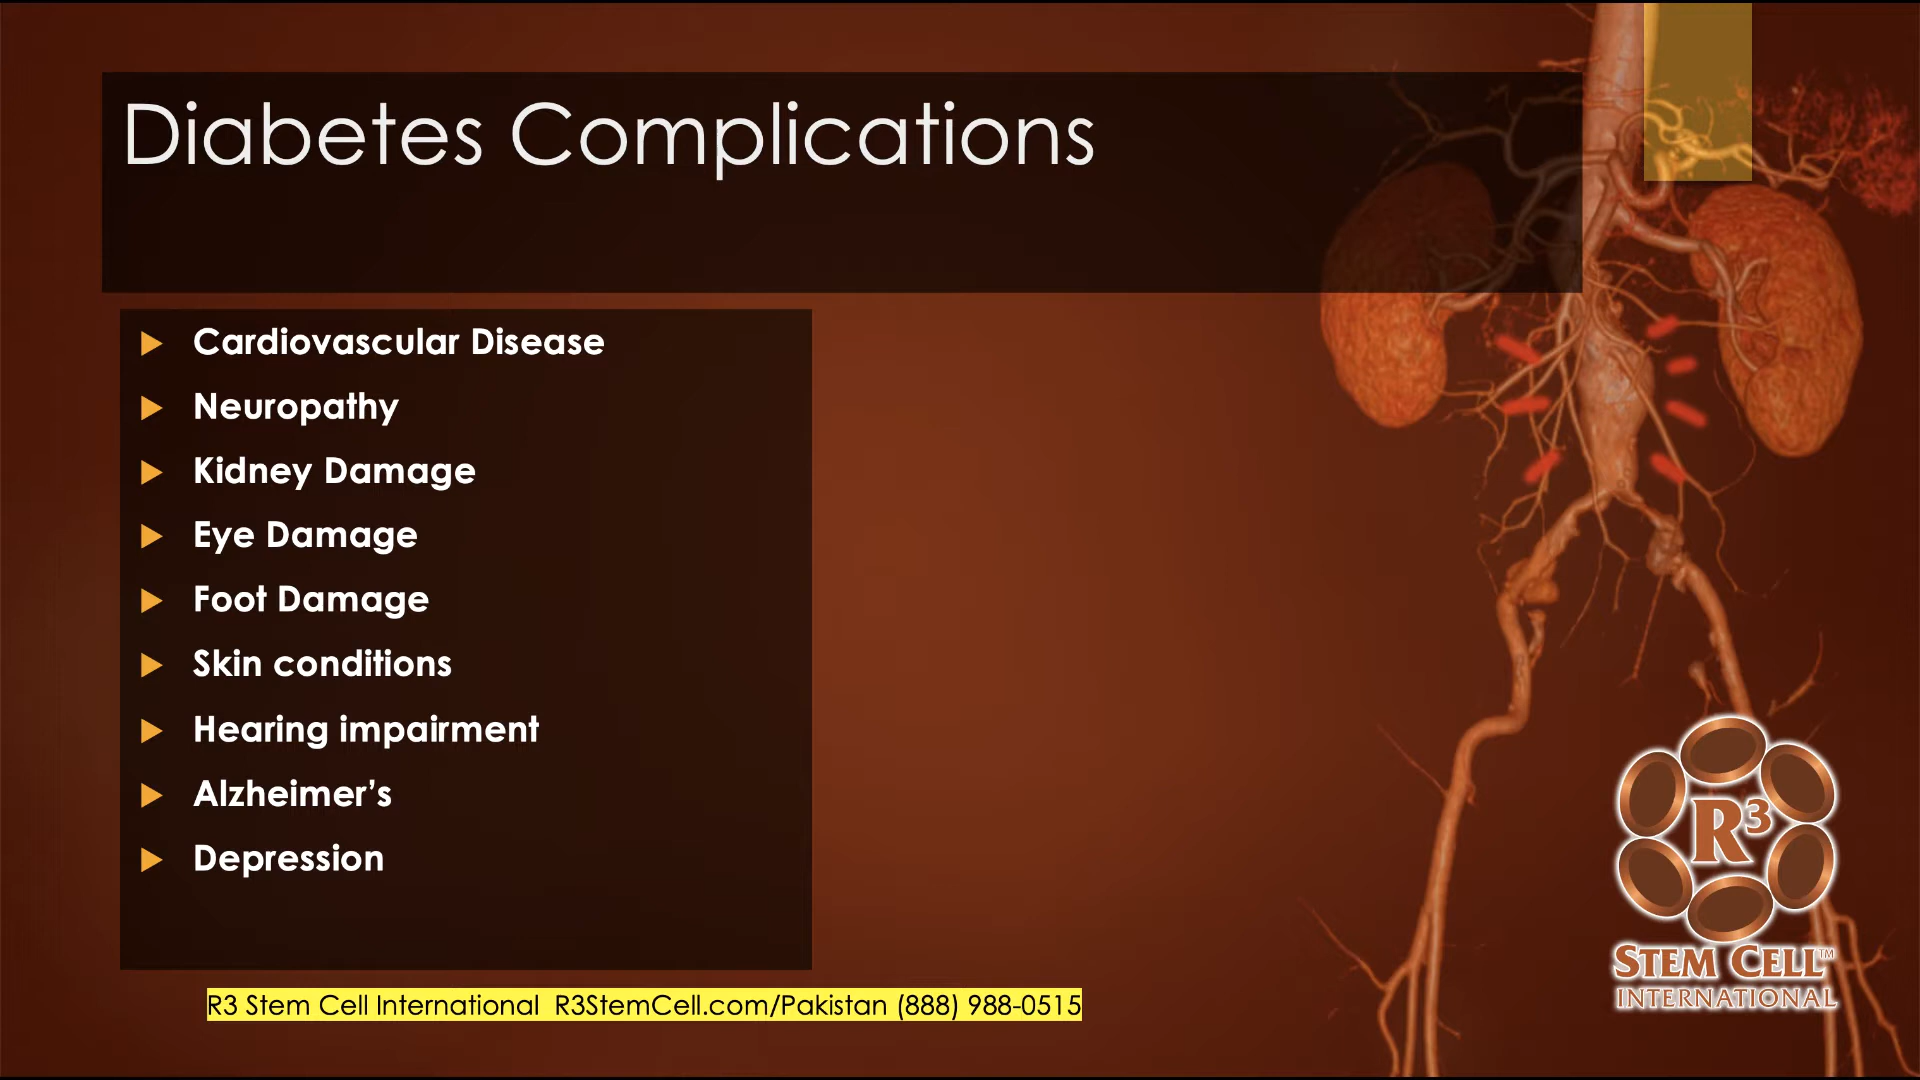 Diabetes Complications
Cardiovascular Disease
Neuropathy
Kidney Damage
Eye Damage
Foot Damage
Skin conditions
Hearing impairment
Alzheimer’s
Depression
R3 Stem Cell International  R3StemCell.com/Pakistan (888) 988-0515
R³
STEM CELL™
INTERNATIONAL